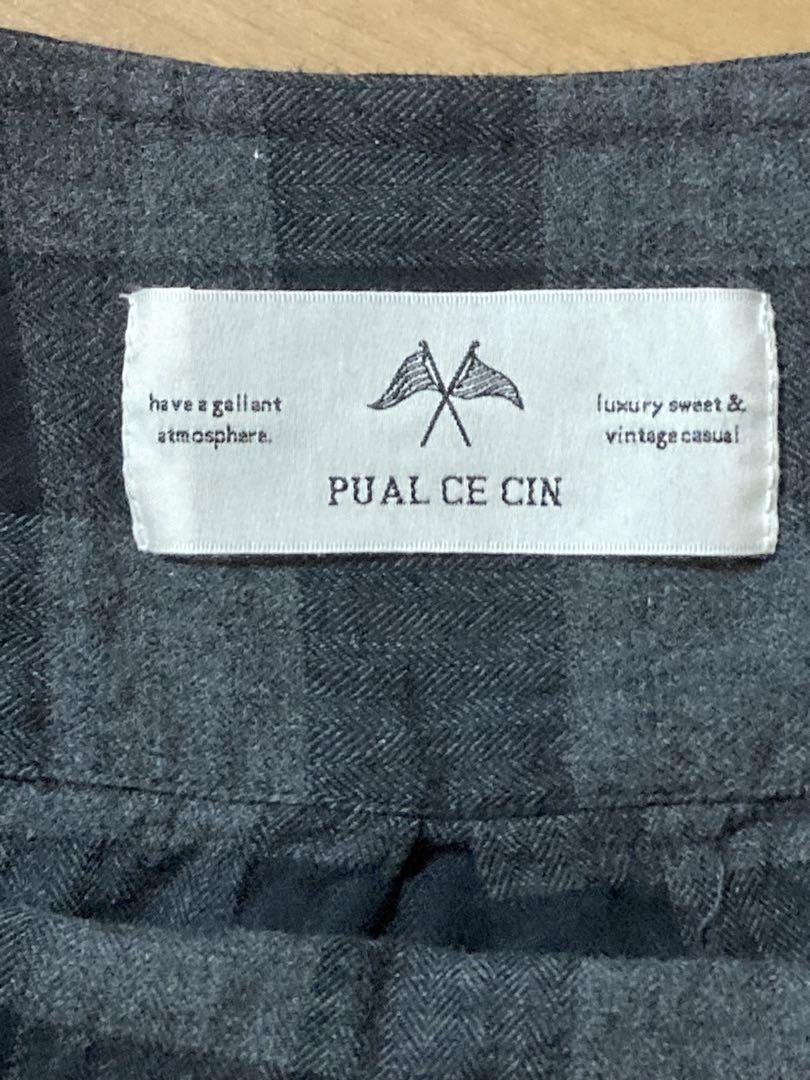 have a gallant
atmosphere.
luxury sweet &
vintage casual
PUAL CE CIN